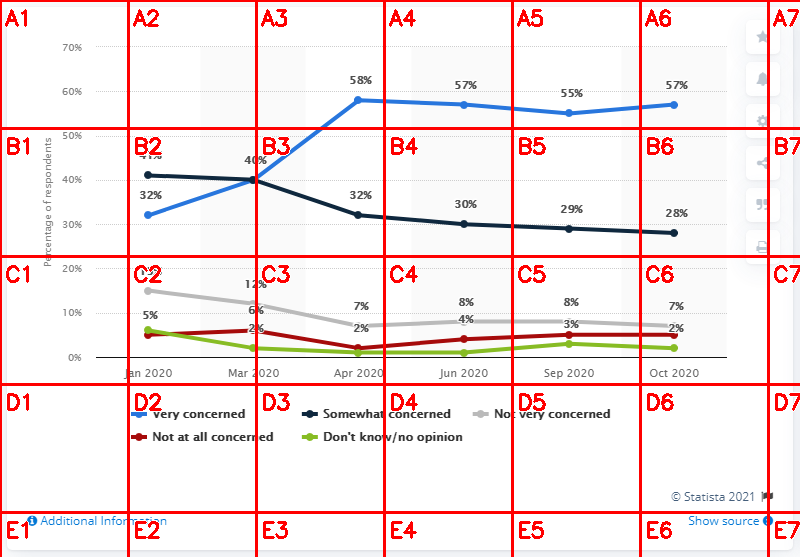 A1 A2 A3 A4 A5 A6 A7
70%
58% 57% 55% 57%
60%
B1 B2 B3 B4 B5 B6 B7
50%
41% 40%
40%
32% 32% 30% 29% 28%
30%
Percentage of respondents
C1 C2 C3 C4 C5 C6 C7
20%
15% 12% 7% 8% 8% 7%
10%
5% 6% 2% 4% 3% 2%
2%
0%
Jan 2020 Mar 2020 Apr 2020 Jun 2020 Sep 2020 Oct 2020
D1 D2 D3 D4 D5 D6 D7
Very concerned Somewhat concerned Not very concerned
Not at all concerned Don't know/no opinion
© Statista 2021
E1 E2 E3 E4 E5 E6 E7
Additional Information Show source